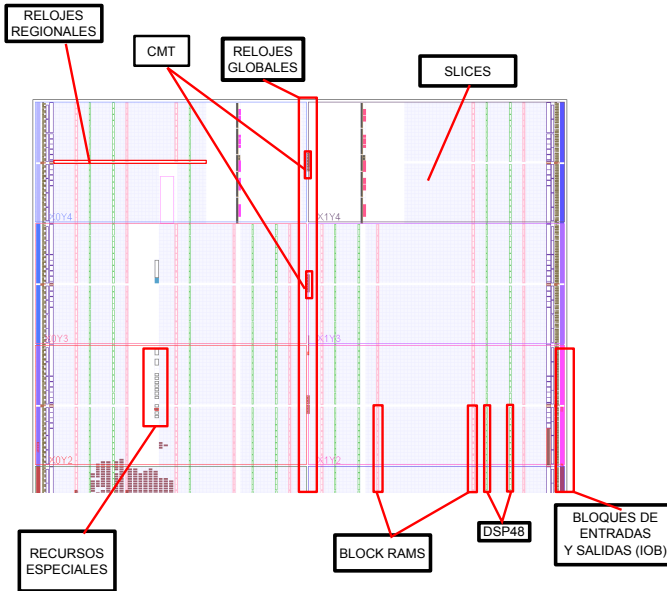 RELOJES
REGIONALES
CMT
RELOJES
GLOBALES
SLICES
X0Y4
X1Y4
X0Y3
X1Y3
X0Y2
X1Y2
RECURSOS
ESPECIALES
BLOCK RAMS
DSP48
BLOQUES DE
ENTRADAS
Y SALIDAS (IOB)